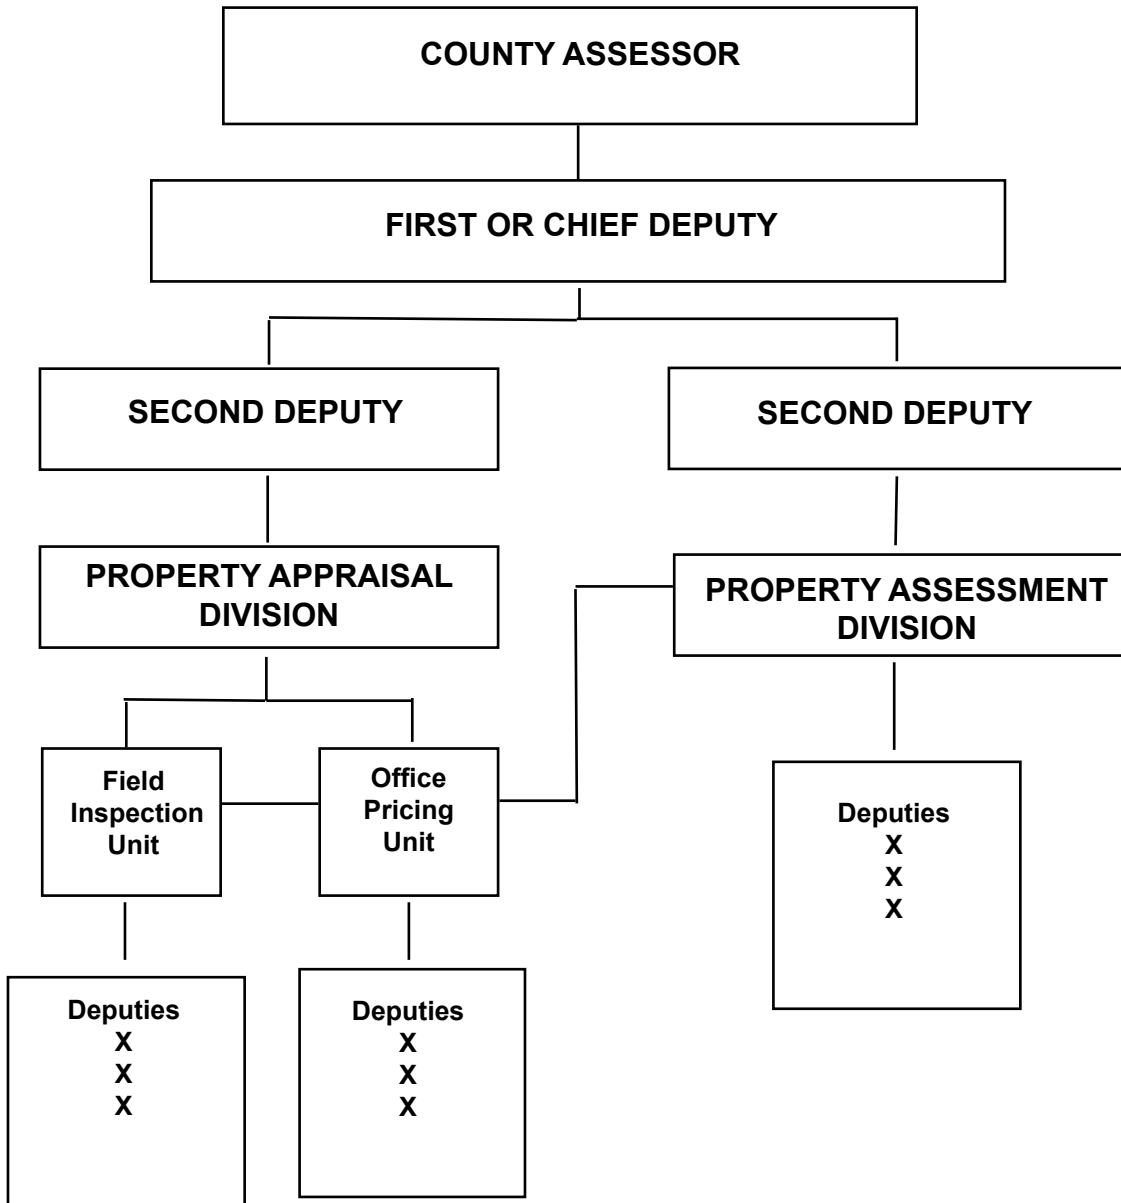 COUNTY ASSESSOR
FIRST OR CHIEF DEPUTY
SECOND DEPUTY
SECOND DEPUTY
PROPERTY APPRAISAL
DIVISION
PROPERTY ASSESSMENT
DIVISION
Field
Inspection
Unit
Office
Pricing
Unit
Deputies
X
X
X
Deputies
X
X
X
Deputies
X
X
X